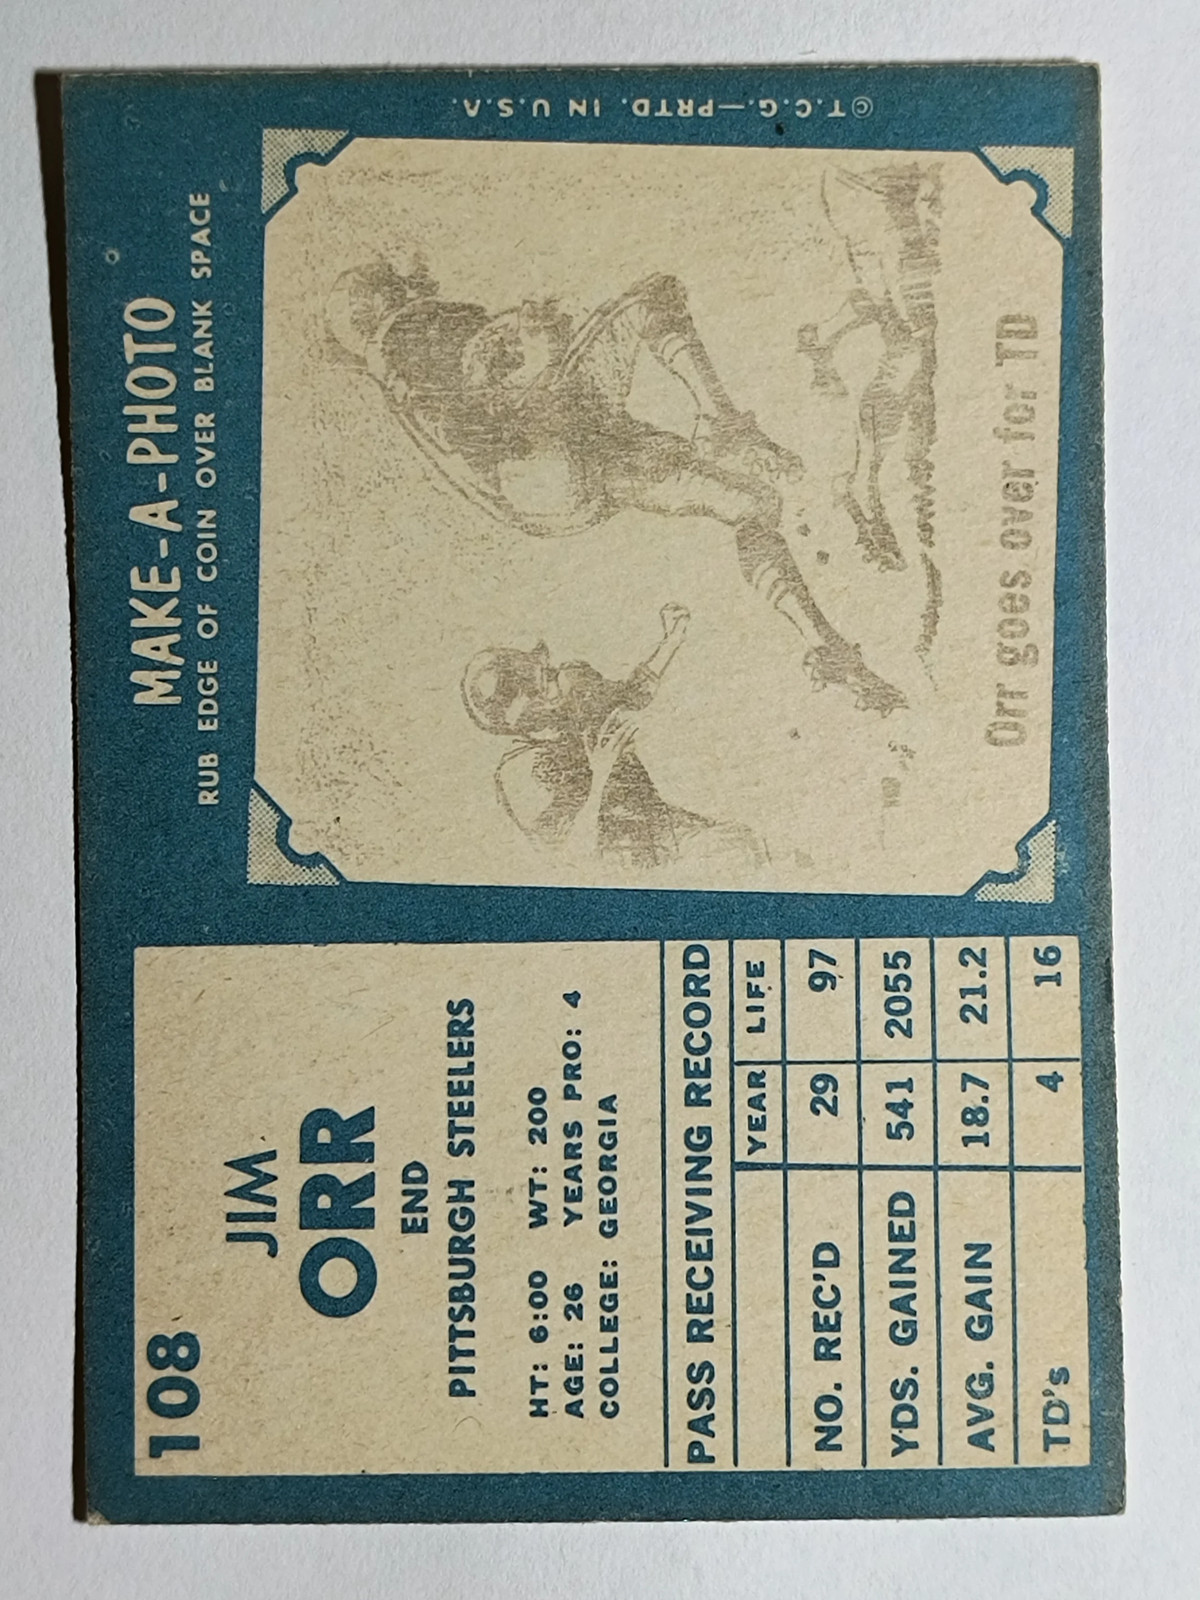 108
JIM
ORR
END
PITTSBURGH STEELERS
HT: 6:00 WT: 200
AGE: 26 YEARS PRO: 4
COLLEGE: GEORGIA
PASS RECEIVING RECORD
YEAR LIFE
NO. REC'D 29 97
YDS. GAINED 541 2055
AVG. GAIN 18.7 21.2
TD's 4 16
MAKE-A-PHOTO
RUB EDGE OF COIN OVER BLANK SPACE
Orr goes over for TD
©T.C.G.—PRTD. IN U.S.A.